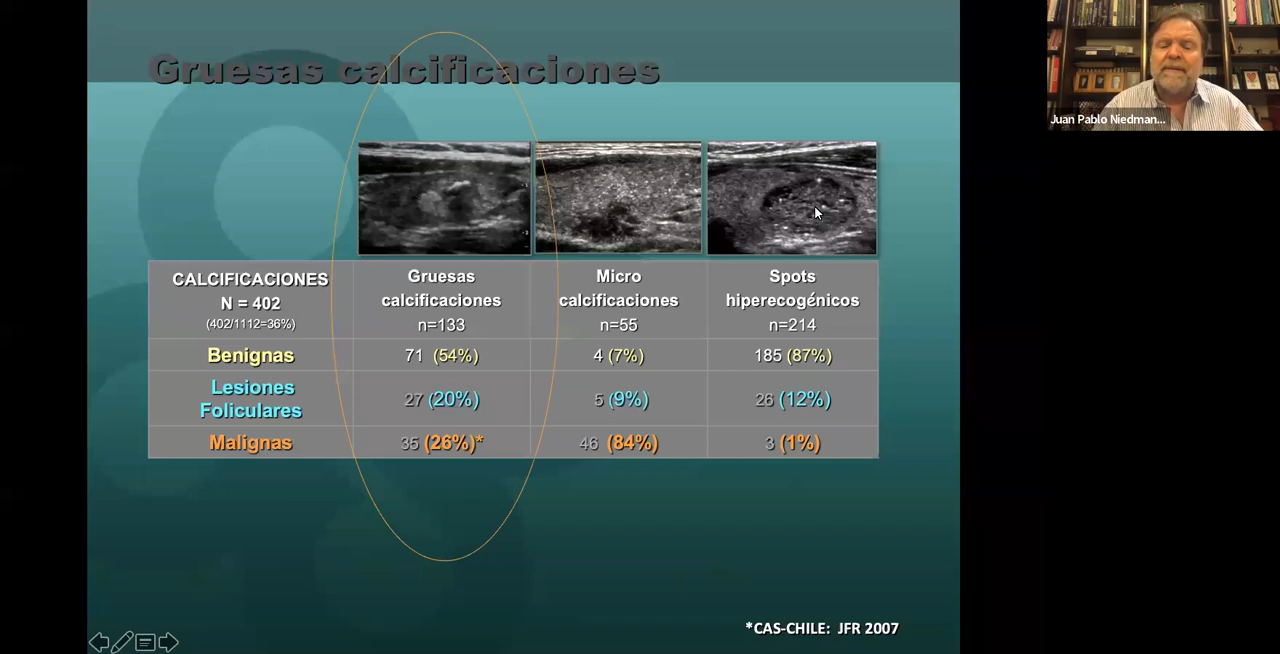 Gruesas calcificaciones
Juan Pablo Niedman...
CALCIFICACIONES
N = 402
(402/1112=36%)
Gruesas
calcificaciones
n=133
Micro
calcificaciones
n=55
Spots
hiperecogénicos
n=214
Benignas
71 (54%)
4 (7%)
185 (87%)
Lesiones
Foliculares
27 (20%)
5 (9%)
26 (12%)
Malignas
35 (26%)*
46 (84%)
3 (1%)
*CAS-CHILE: JFR 2007